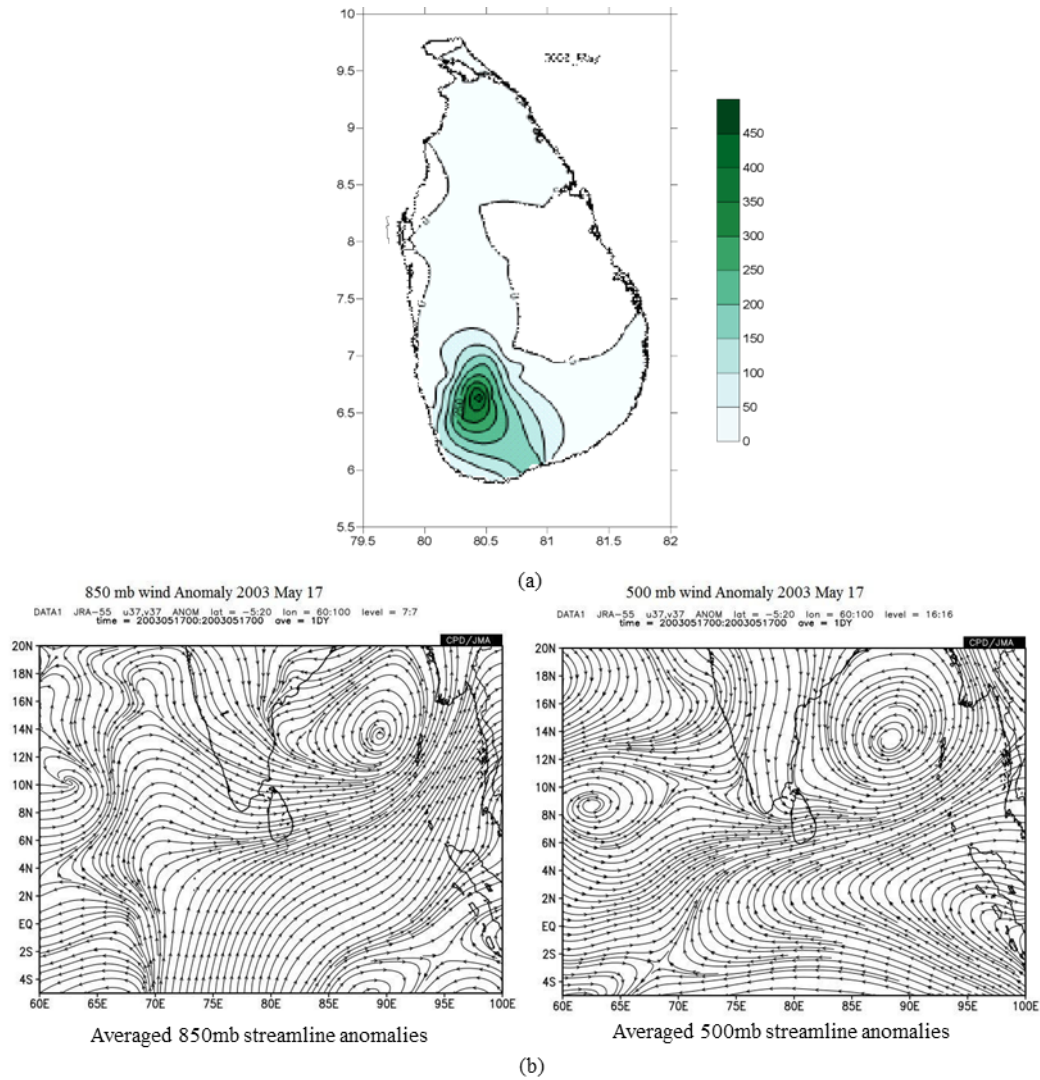 10
9.5
9
8.5
8
7.5
7
6.5
6
5.5
79.5 80 80.5 81 81.5 82
450
400
350
300
250
200
150
100
50
0
(a)
850 mb wind Anomaly 2003 May 17
DATA1 JRA-55 u37,v37 ANOM lat = -5:20 lon = 60:100 level = 7:7
time = 2003051700:2003051700 ave = 1DY
CPD/JMA
20N
18N
16N
14N
12N
10N
8N
6N
4N
2N
EQ
2S
4S
60E 65E 70E 75E 80E 85E 90E 95E 100E
Averaged 850mb streamline anomalies
500 mb wind Anomaly 2003 May 17
DATA1 JRA-55 u37,v37 ANOM lat = -5:20 lon = 60:100 level = 16:16
time = 2003051700:2003051700 ave = 1DY
CPD/JMA
20N
18N
16N
14N
12N
10N
8N
6N
4N
2N
EQ
2S
4S
60E 65E 70E 75E 80E 85E 90E 95E 100E
Averaged 500mb streamline anomalies
(b)